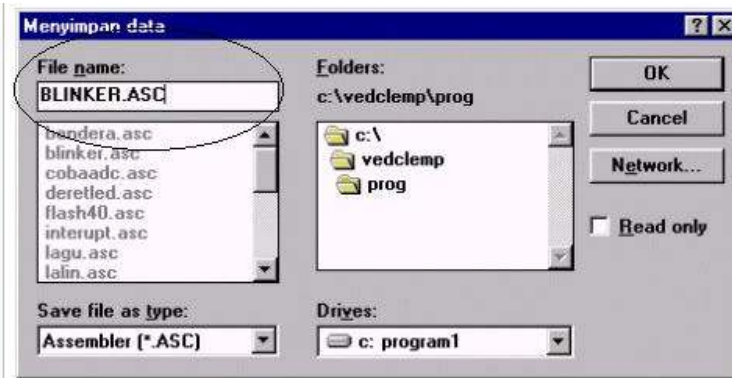 Menyimpan data
File name:
BLINKER.ASC
bendera.asc
blinker.asc
cobaadc.asc
deretled.asc
flash40.asc
interupt.asc
lagu.asc
lalin.asc
Save file as type:
Assembler (*.ASC)
Folders:
c:\vedclemp\prog
c:\
vedclemp
prog
Drives:
c: program1
OK
Cancel
Network...
Read only